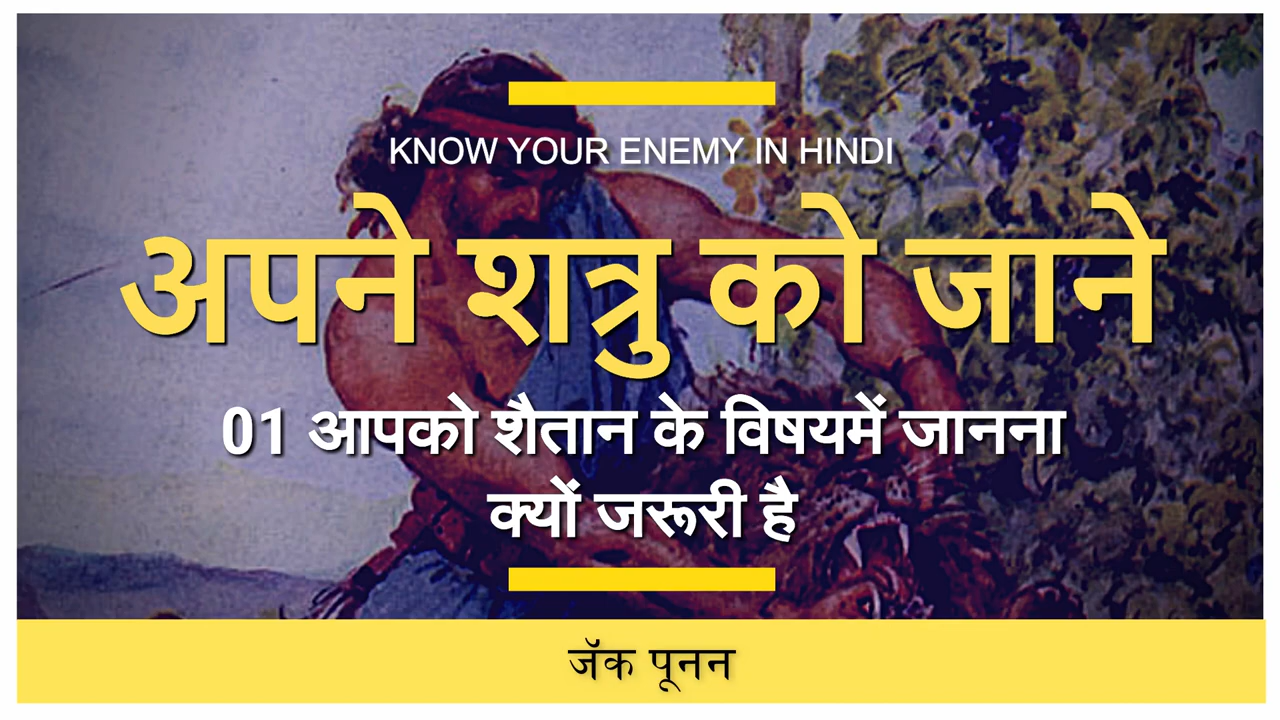 KNOW YOUR ENEMY IN HINDI
अपने शत्रु को जाने
01 आपको शैतान के विषयमें जानना
क्यों जरूरी है
जॅक पूनन